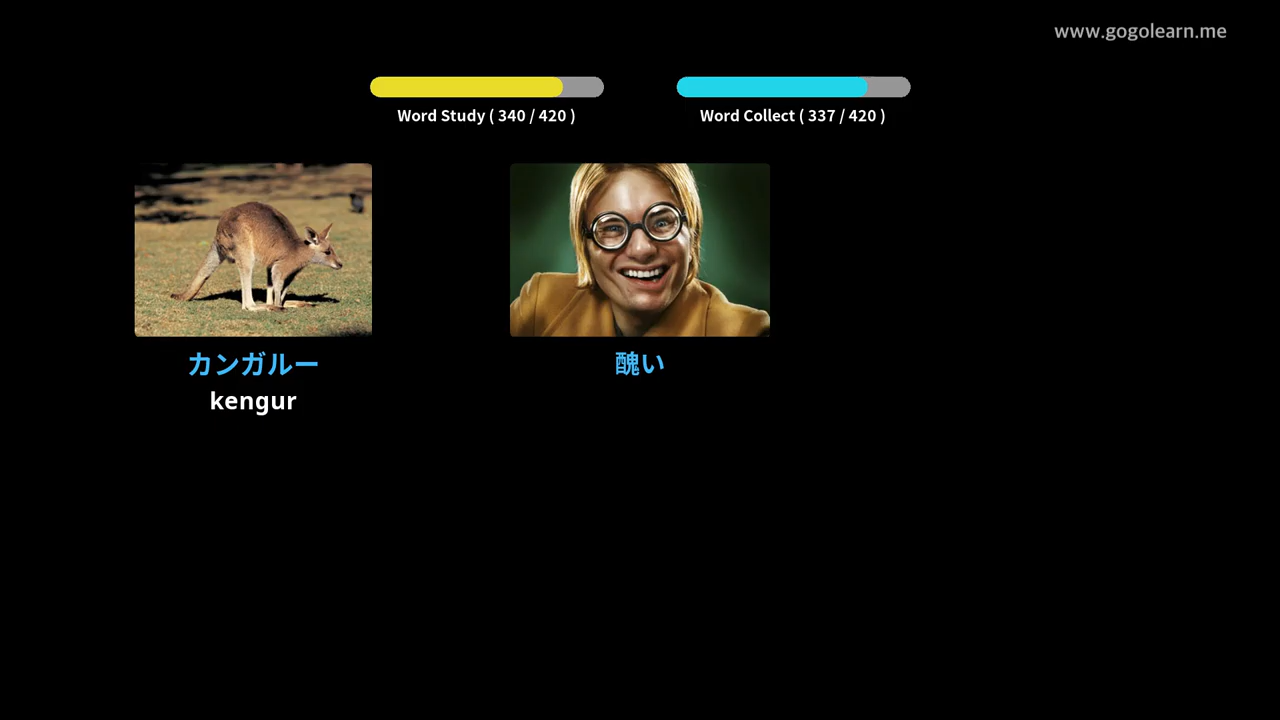 www.gogolearn.me
Word Study ( 340 / 420 )
Word Collect ( 337 / 420 )
カンガルー
kengur
醜い